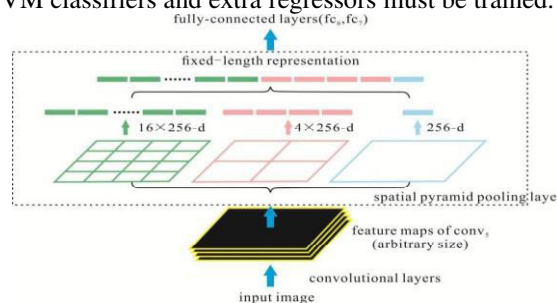 VM classifiers and extra regressors must be trained.
fully-connected layers(fc₆,fc₇)
fixed-length representation
......
......
16×256-d
4×256-d
256-d
spatial pyramid pooling laye
feature maps of conv₅
(arbitrary size)
convolutional layers
input image